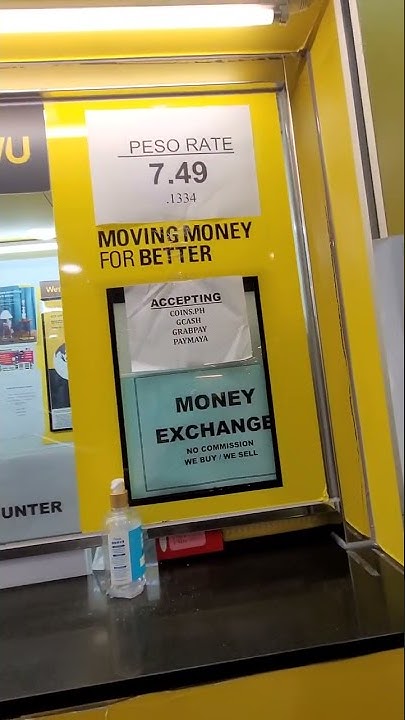 WU
PESO RATE
7.49
.1334
MOVING MONEY
FOR BETTER
ACCEPTING
COINS.PH
GCASH
GRABPAY
PAYMAYA
MONEY
EXCHANGE
NO COMMISSION
WE BUY / WE SELL
UNTER